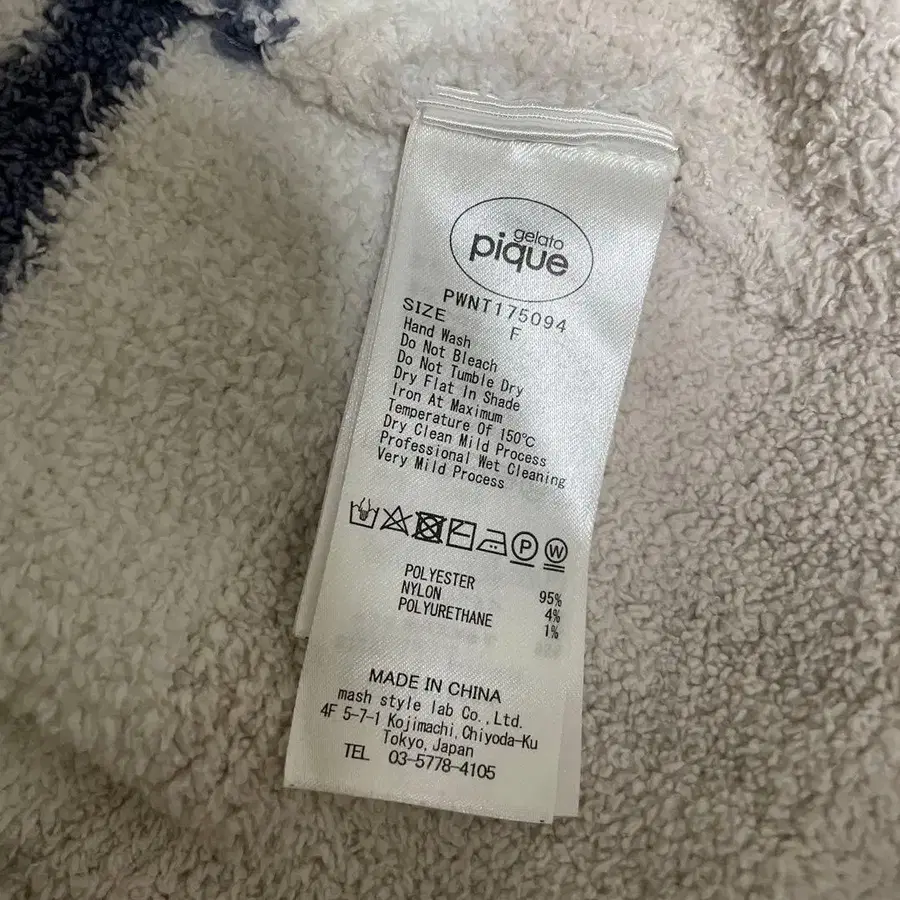 gelato
pique
PWNT175094
SIZE F
Hand Wash
Do Not Bleach
Do Not Tumble Dry
Dry Flat In Shade
Iron At Maximum
Temperature Of 150℃
Dry Clean Mild Process
Professional Wet Cleaning
Very Mild Process
P W
POLYESTER 95%
NYLON 4%
POLYURETHANE 1%
MADE IN CHINA
mash style lab Co.,Ltd.
4F 5-7-1 Kojimachi,Chiyoda-Ku
Tokyo,Japan
TEL 03-5778-4105